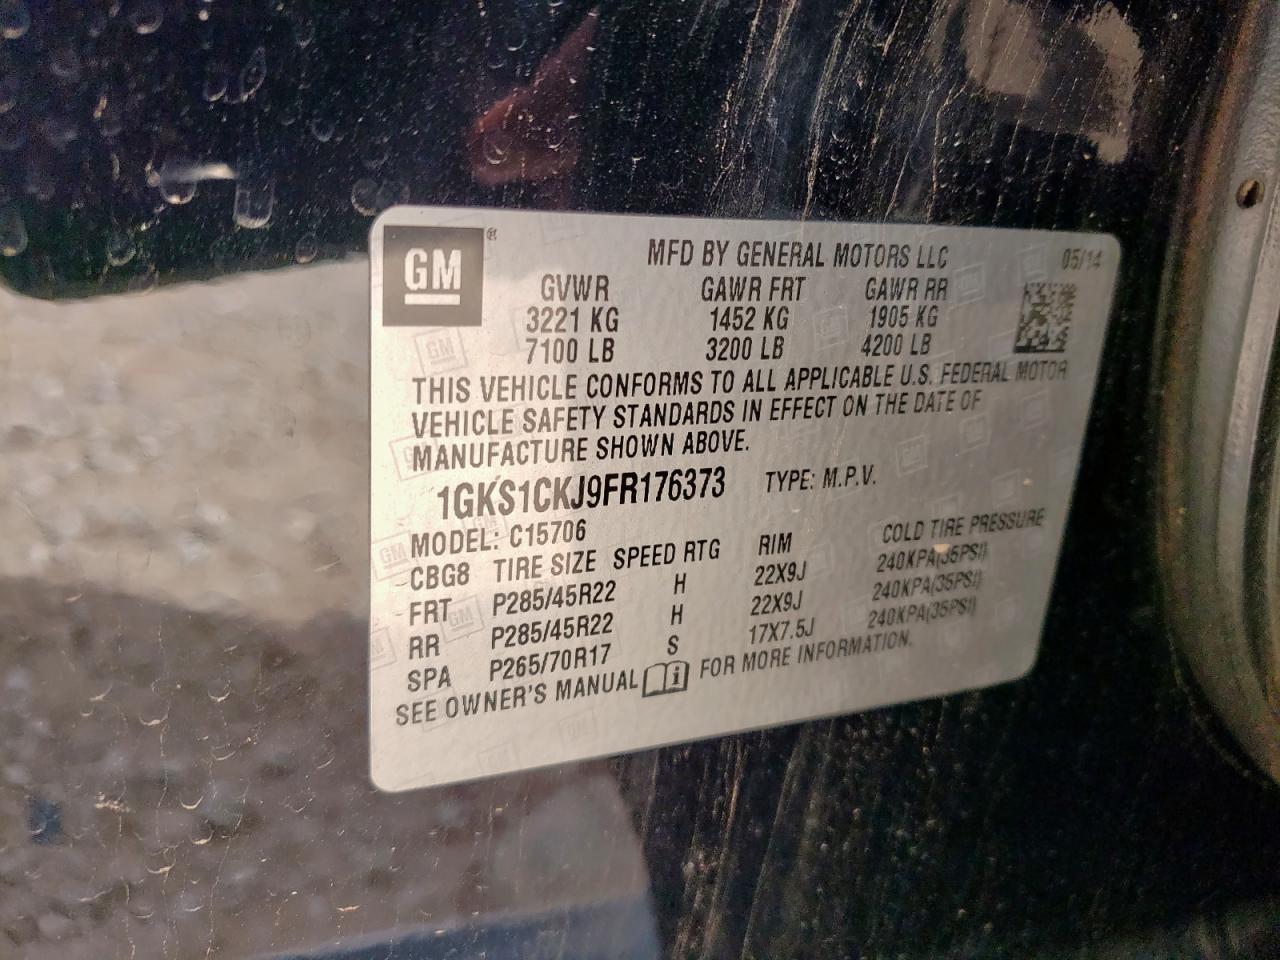 GM®
MFD BY GENERAL MOTORS LLC 05/14
GVWR GAWR FRT GAWR RR
3221 KG 1452 KG 1905 KG
7100 LB 3200 LB 4200 LB
THIS VEHICLE CONFORMS TO ALL APPLICABLE U.S. FEDERAL MOTOR
VEHICLE SAFETY STANDARDS IN EFFECT ON THE DATE OF
MANUFACTURE SHOWN ABOVE.
1GKS1CKJ9FR176373 TYPE: M.P.V.
MODEL: C15706
CBG8 TIRE SIZE SPEED RTG RIM COLD TIRE PRESSURE
FRT P285/45R22 H 22X9J 240KPA(35PSI)
RR P285/45R22 H 22X9J 240KPA(35PSI)
SPA P265/70R17 S 17X7.5J 240KPA(35PSI)
SEE OWNER'S MANUAL FOR MORE INFORMATION.